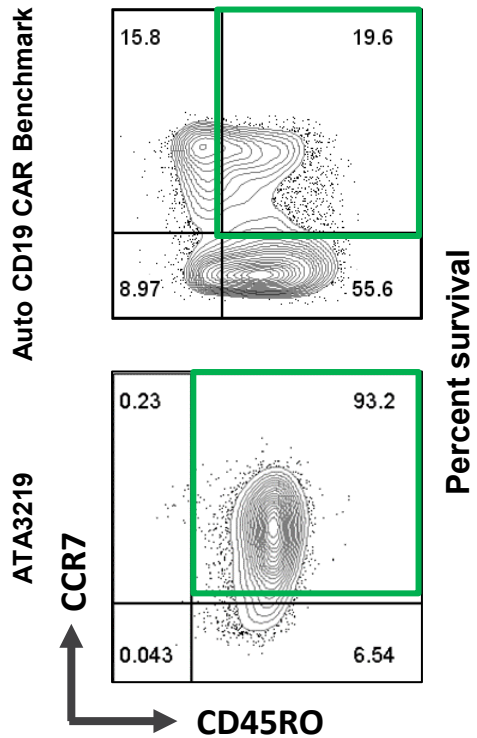 Auto CD19 CAR Benchmark
15.8 19.6
8.97 55.6
Percent survival
ATA3219
0.23 93.2
0.043 6.54
CCR7
CD45RO